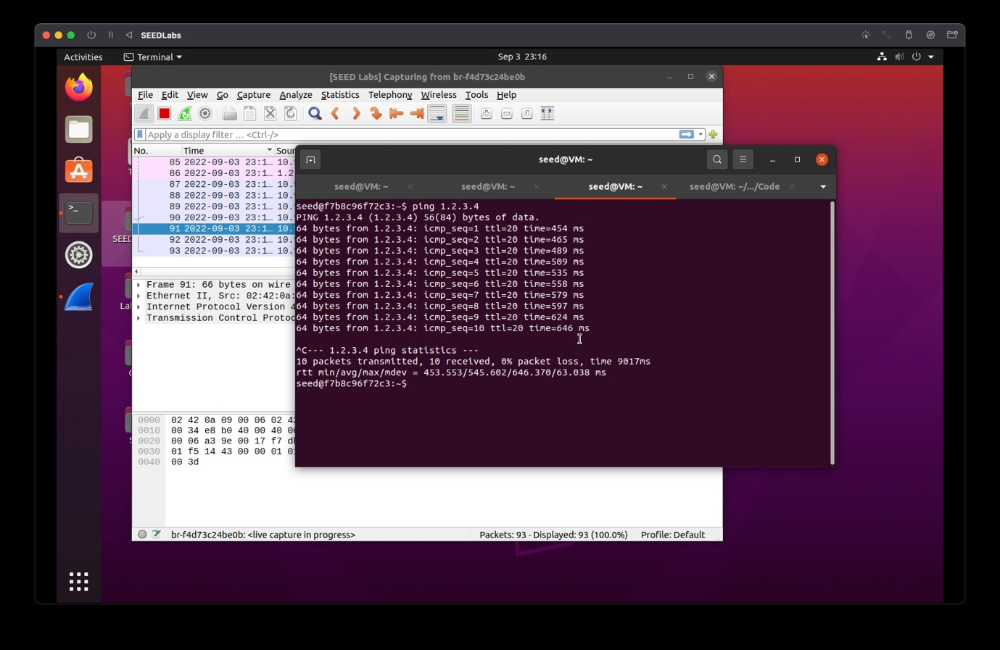 SEEDLabs
Activities
Terminal
Sep 3 23:16
[SEED Labs] Capturing from br-f4d73c24be0b
File Edit View Go Capture Analyze Statistics Telephony Wireless Tools Help
Apply a display filter … <Ctrl-/>
No. Time Sour
85 2022-09-03 23:1… 10.
86 2022-09-03 23:1… 1.2
87 2022-09-03 23:1… 10.
88 2022-09-03 23:1… 10.
89 2022-09-03 23:1… 10.
90 2022-09-03 23:1… 10.
91 2022-09-03 23:1… 10.
92 2022-09-03 23:1… 10.
93 2022-09-03 23:1… 10.
Frame 91: 66 bytes on wire
Ethernet II, Src: 02:42:0a:
Internet Protocol Version 4
Transmission Control Protoc
0000 02 42 0a 09 00 06 02 42
0010 00 34 e8 b0 40 00 40 06
0020 00 06 a3 9e 00 17 f7
0030 01 f5 14 43 00 00 01 01
0040 00 3d
br-f4d73c24be0b: <live capture in progress>
Packets: 93 · Displayed: 93 (100.0%)
Profile: Default
SEED
La
seed@VM: ~
seed@VM: ~
seed@VM: ~
seed@VM: ~
seed@VM: ~/.../Code
seed@f7b8c96f72c3:~$ ping 1.2.3.4
PING 1.2.3.4 (1.2.3.4) 56(84) bytes of data.
64 bytes from 1.2.3.4: icmp_seq=1 ttl=20 time=454 ms
64 bytes from 1.2.3.4: icmp_seq=2 ttl=20 time=465 ms
64 bytes from 1.2.3.4: icmp_seq=3 ttl=20 time=489 ms
64 bytes from 1.2.3.4: icmp_seq=4 ttl=20 time=509 ms
64 bytes from 1.2.3.4: icmp_seq=5 ttl=20 time=535 ms
64 bytes from 1.2.3.4: icmp_seq=6 ttl=20 time=558 ms
64 bytes from 1.2.3.4: icmp_seq=7 ttl=20 time=579 ms
64 bytes from 1.2.3.4: icmp_seq=8 ttl=20 time=597 ms
64 bytes from 1.2.3.4: icmp_seq=9 ttl=20 time=624 ms
64 bytes from 1.2.3.4: icmp_seq=10 ttl=20 time=646 ms
^C--- 1.2.3.4 ping statistics ---
10 packets transmitted, 10 received, 0% packet loss, time 9017ms
rtt min/avg/max/mdev = 453.553/545.602/646.370/63.038 ms
seed@f7b8c96f72c3:~$